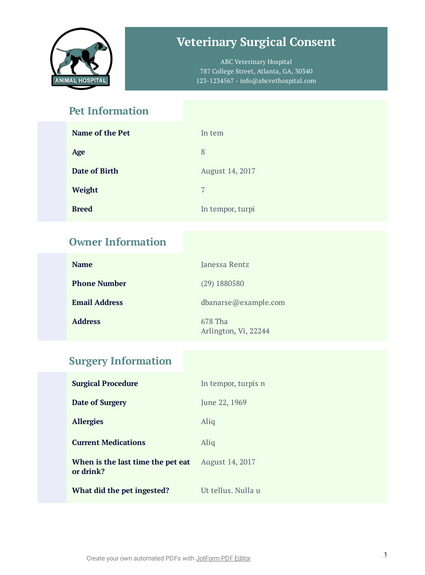 ANIMAL HOSPITAL
Veterinary Surgical Consent
ABC Veterinary Hospital
787 College Street, Atlanta, GA, 30340
123-1234567 - info@abcvethospital.com
Pet Information
Name of the Pet In tem
Age 8
Date of Birth August 14, 2017
Weight 7
Breed In tempor, turpi
Owner Information
Name Janessa Rentz
Phone Number (29) 1880580
Email Address dbanarse@example.com
Address 678 Tha
Arlington, Vi, 22244
Surgery Information
Surgical Procedure In tempor, turpis n
Date of Surgery June 22, 1969
Allergies Aliq
Current Medications Aliq
When is the last time the pet eat August 14, 2017
or drink?
What did the pet ingested? Ut tellus. Nulla u
Create your own automated PDFs with JotForm PDF Editor
1